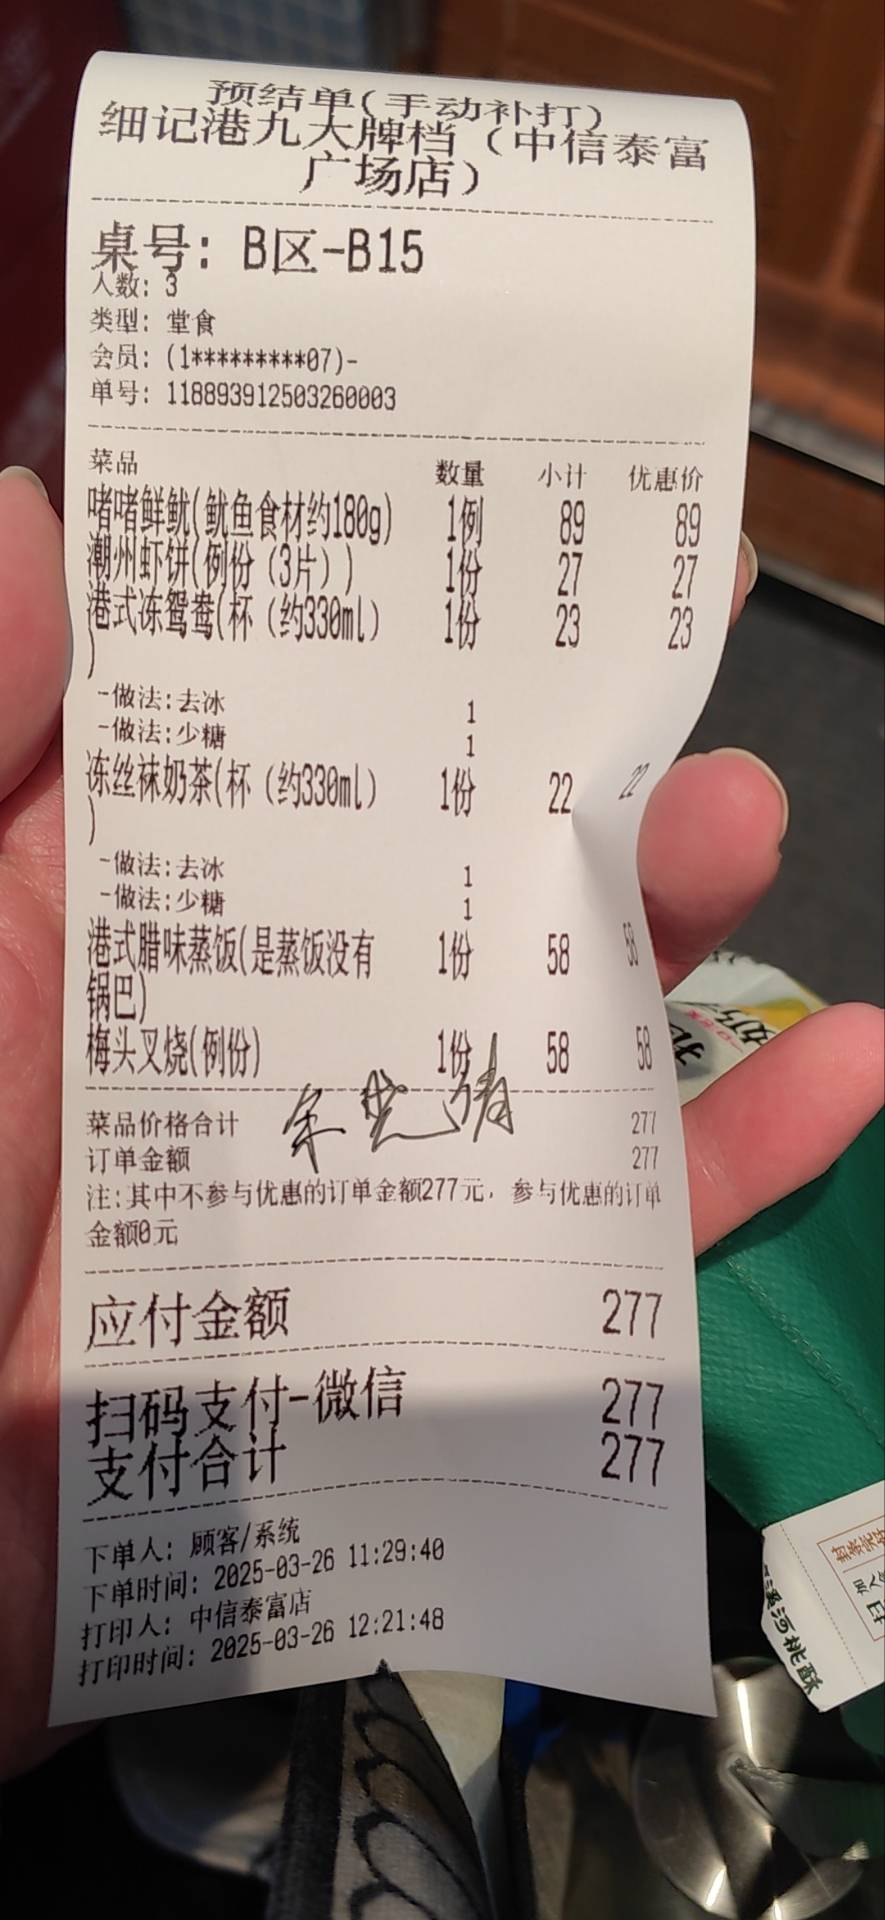 预结单(手动补打)
细记港九大牌档（中信泰富
广场店）
桌号: B区-B15
人数: 3
类型: 堂食
会员: (1*********07)-
单号: 118893912503260003
菜品 数量 小计 优惠价
啫啫鲜鱿(鱿鱼食材约180g) 1例 89 89
潮州虾饼(例份（3片）) 1份 27 27
港式冻鸳鸯(杯（约330ml） 1份 23 23
)
-做法:去冰 1
-做法:少糖 1
冻丝袜奶茶(杯（约330ml） 1份 22 22
)
-做法:去冰 1
-做法:少糖 1
港式腊味蒸饭(是蒸饭没有 1份 58 58
锅巴)
梅头叉烧(例份) 1份 58 58
菜品价格合计 277
订单金额 277
注:其中不参与优惠的订单金额277元，参与优惠的订单
金额0元
应付金额 277
扫码支付-微信 277
支付合计 277
下单人: 顾客/系统
下单时间: 2025-03-26 11:29:40
打印人: 中信泰富店
打印时间: 2025-03-26 12:21:48
溪河桃酥